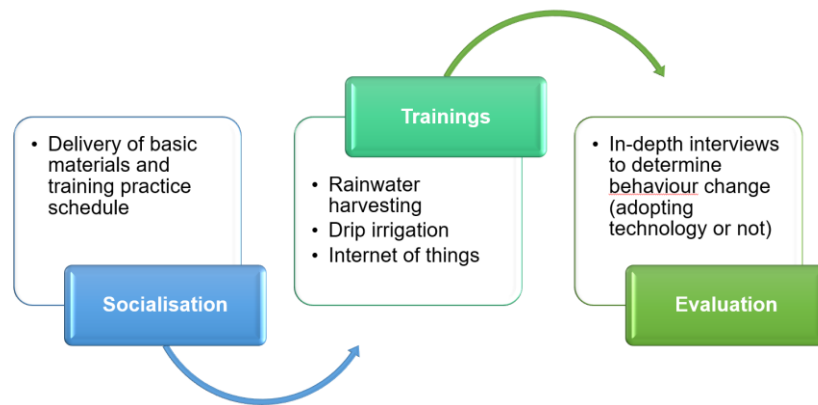 • Delivery of basic
materials and
training practice
schedule
Socialisation
Trainings
• Rainwater
harvesting
• Drip irrigation
• Internet of things
• In-depth interviews
to determine
behaviour change
(adopting
technology or not)
Evaluation